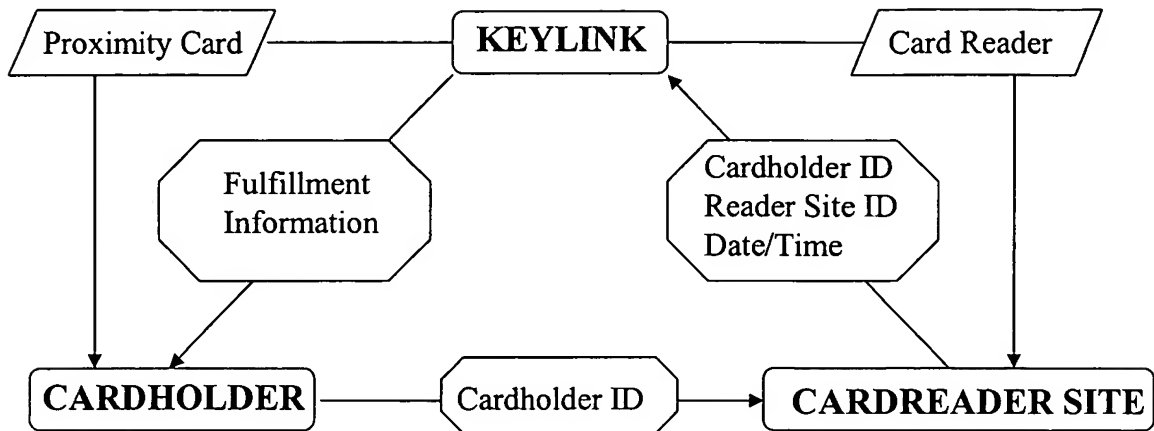 Proximity Card
KEYLINK
Card Reader
Fulfillment
Information
Cardholder ID
Reader Site ID
Date/Time
CARDHOLDER
Cardholder ID
CARDREADER SITE